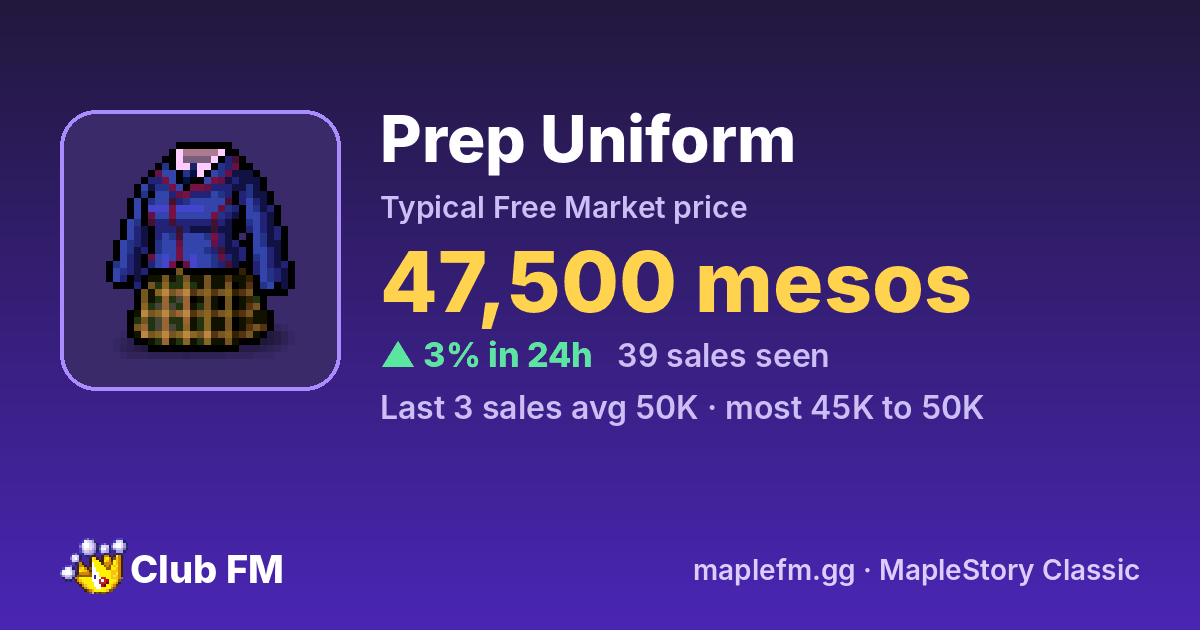 Prep Uniform
Typical Free Market price
47,500 mesos
▲ 3% in 24h 39 sales seen
Last 3 sales avg 50K · most 45K to 50K
Club FM
maplefm.gg · MapleStory Classic